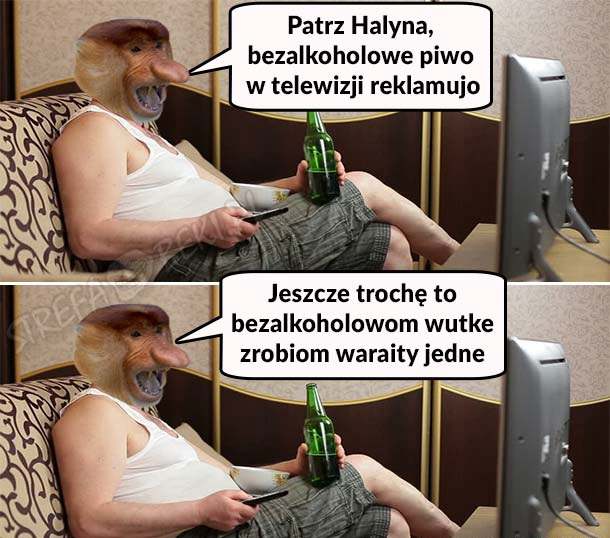 Patrz Halyna,
bezalkoholowe piwo
w telewizji reklamujo
Jeszcze trochę to
bezalkoholowom wutke
zrobiom waraity jedne